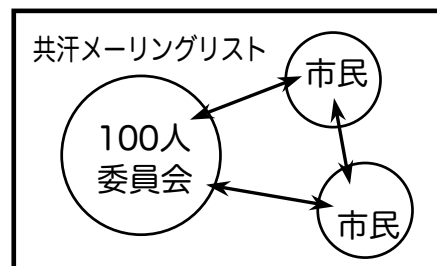 共汗メーリングリスト
市民
100人
委員会
市民